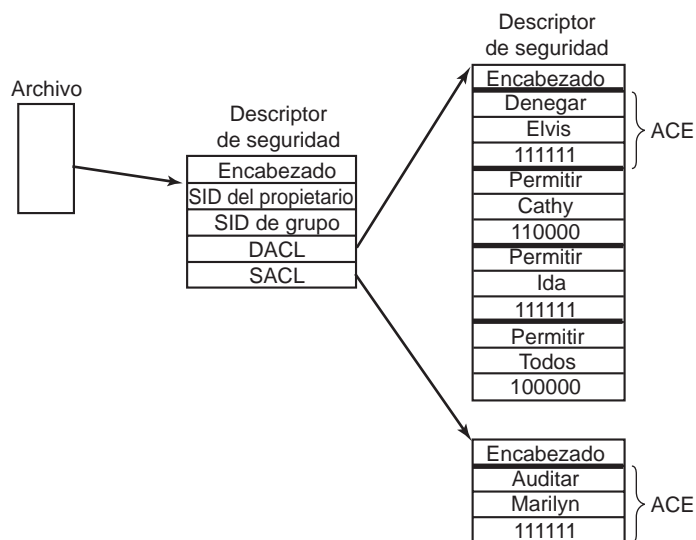 Archivo
Descriptor
de seguridad
Encabezado
SID del propietario
SID de grupo
DACL
SACL
Descriptor
de seguridad
Encabezado
Denegar
Elvis
111111
ACE
Permitir
Cathy
110000
Permitir
Ida
111111
Permitir
Todos
100000
Encabezado
Auditar
Marilyn
111111
ACE